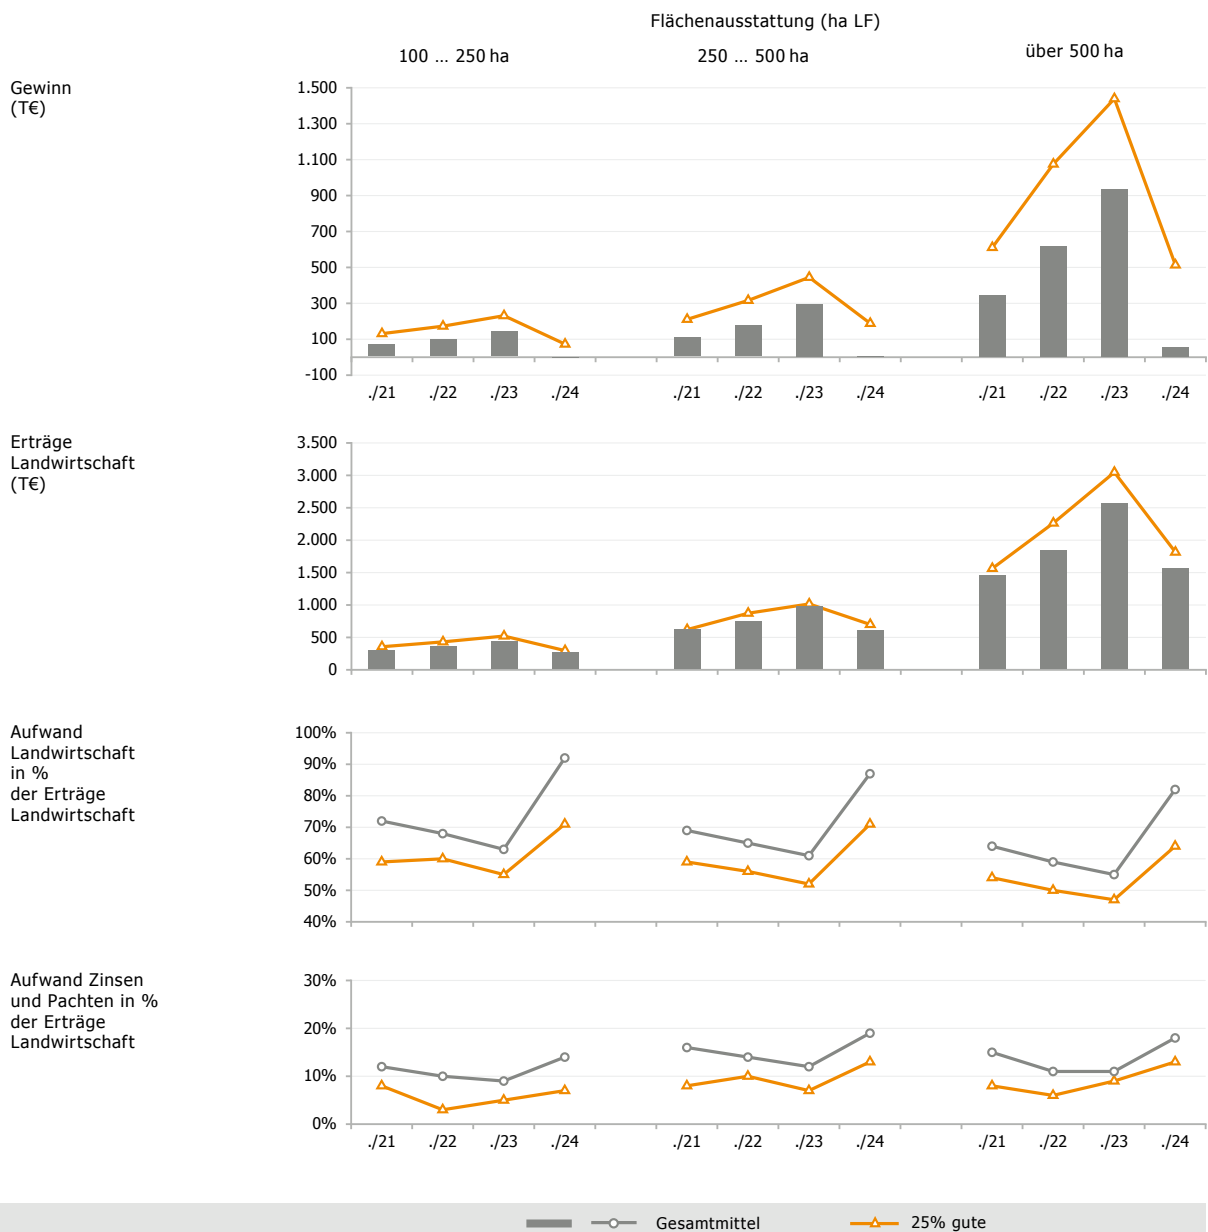 Flächenausstattung (ha LF)
100 ... 250 ha
250 ... 500 ha
über 500 ha
Gewinn
(T€)
1.500
1.300
1.100
900
700
500
300
100
-100
./21 ./22 ./23 ./24 ./21 ./22 ./23 ./24 ./21 ./22 ./23 ./24
Erträge
Landwirtschaft
(T€)
3.500
3.000
2.500
2.000
1.500
1.000
500
0
Aufwand
Landwirtschaft
in %
der Erträge
Landwirtschaft
100%
90%
80%
70%
60%
50%
40%
Aufwand Zinsen
und Pachten in %
der Erträge
Landwirtschaft
30%
20%
10%
0%
./21 ./22 ./23 ./24 ./21 ./22 ./23 ./24 ./21 ./22 ./23 ./24
Gesamtmittel
25% gute